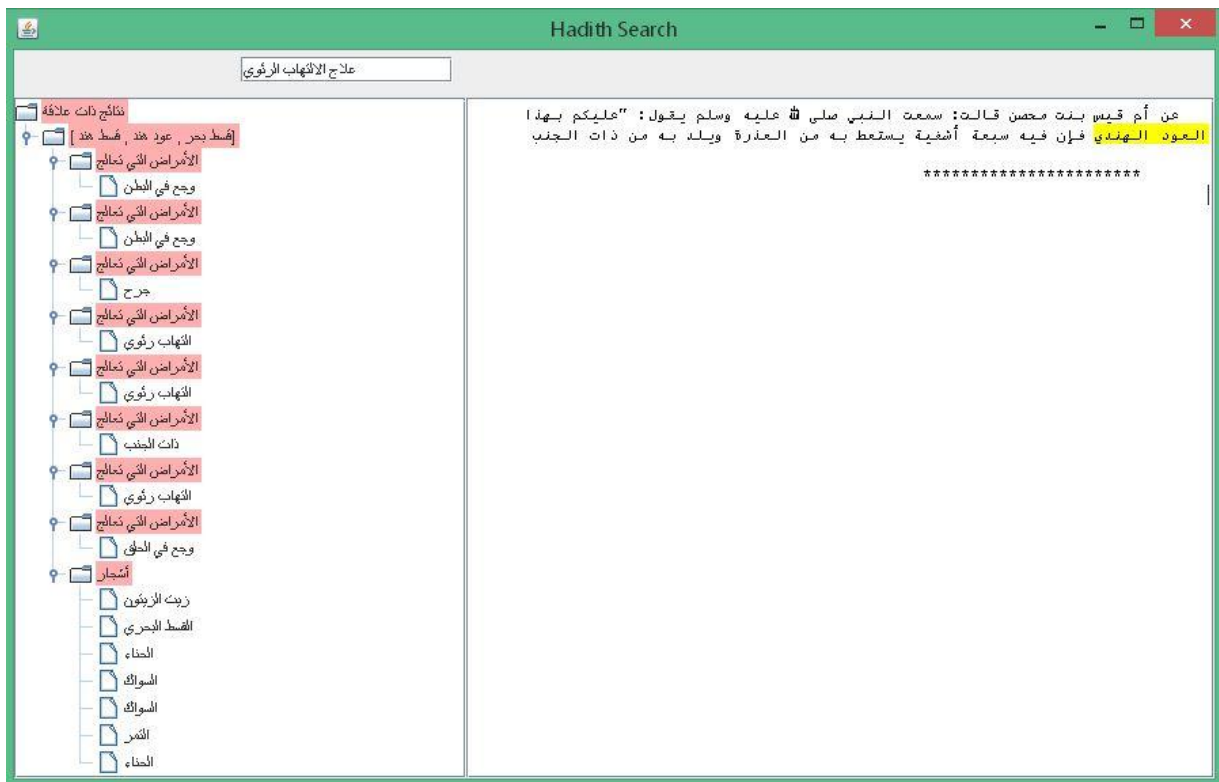 Hadith Search
علاج الالتهاب الرئوي
نتائج ذات علاقة
[قسط بحر , عود هند , قسط هند ]
الأمراض التي تعالج
وجع في البطن
الأمراض التي تعالج
وجع في البطن
الأمراض التي تعالج
جرح
الأمراض التي تعالج
التهاب رئوي
الأمراض التي تعالج
التهاب رئوي
الأمراض التي تعالج
ذات الجنب
الأمراض التي تعالج
التهاب رئوي
الأمراض التي تعالج
وجع في الحلق
أشجار
زيت الزيتون
القسط البحري
الحناء
السواك
السواك
التمر
الحناء
عن أم قيس بنت محصن قالت: سمعت النبي صلى الله عليه وسلم يقول: "عليكم بهذا
العود الهندي فإن فيه سبعة أشفية يستعط به من العذرة ويلد به من ذات الجنب
***********************